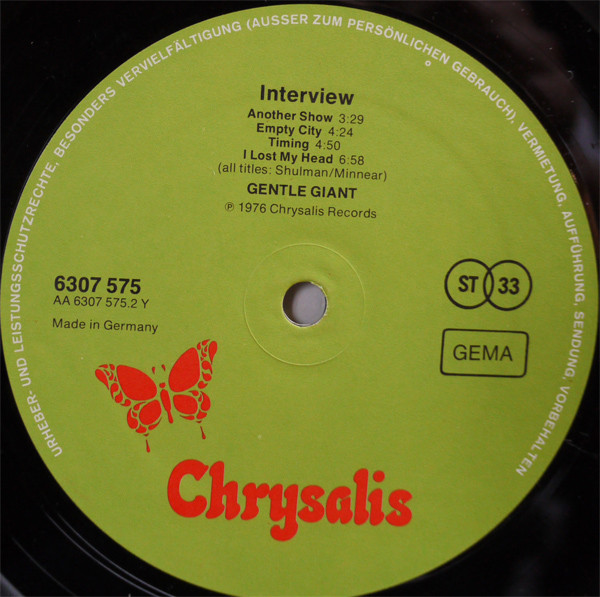 URHEBER- UND LEISTUNGSSCHUTZRECHTE, BESONDERS VERVIELFÄLTIGUNG (AUSSER ZUM PERSÖNLICHEN GEBRAUCH), VERMIETUNG, AUFFÜHRUNG, SENDUNG, VORBEHALTEN
Interview
Another Show 3:29
Empty City 4:24
Timing 4:50
I Lost My Head 6:58
(all titles: Shulman/Minnear)
GENTLE GIANT
℗ 1976 Chrysalis Records
6307 575
AA 6307 575.2 Y
Made in Germany
ST 33
GEMA
Chrysalis